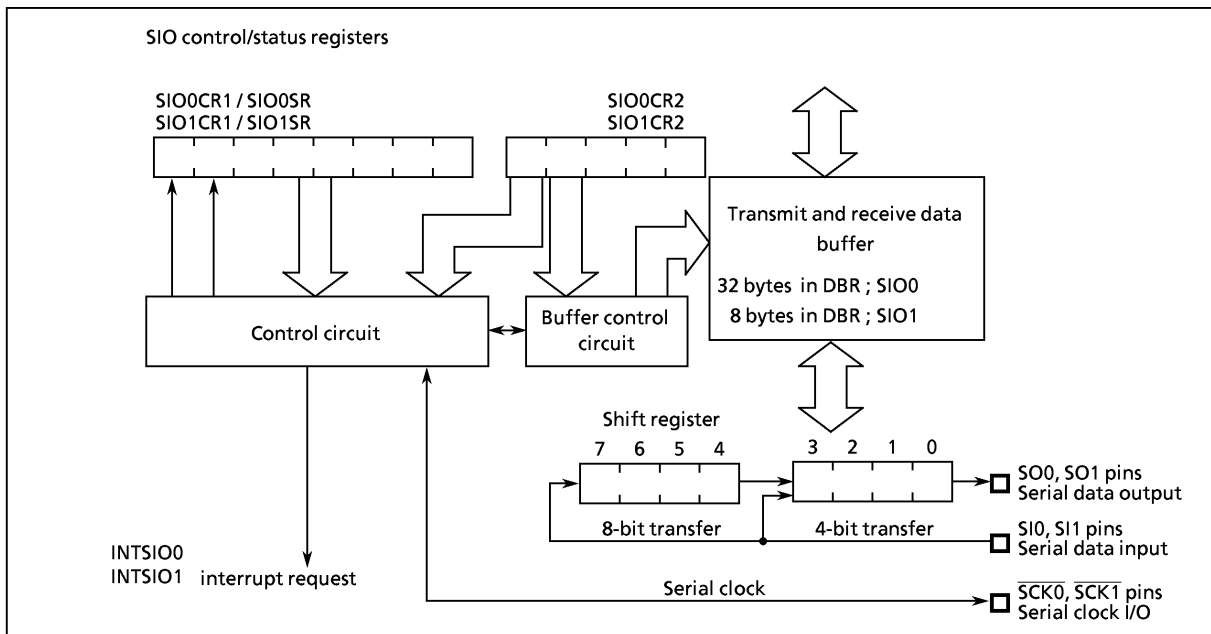 SIO control/status registers
SIO0CR1 / SIO0SR
SIO1CR1 / SIO1SR
SIO0CR2
SIO1CR2
Transmit and receive data
buffer
32 bytes in DBR ; SIO0
8 bytes in DBR ; SIO1
Control circuit
Buffer control
circuit
Shift register
7 6 5 4
3 2 1 0
SO0, SO1 pins
Serial data output
8-bit transfer
4-bit transfer
SI0, SI1 pins
Serial data input
INTSIO0
INTSIO1
interrupt request
Serial clock
S̅C̅K̅0̅, S̅C̅K̅1̅ pins
Serial clock I/O